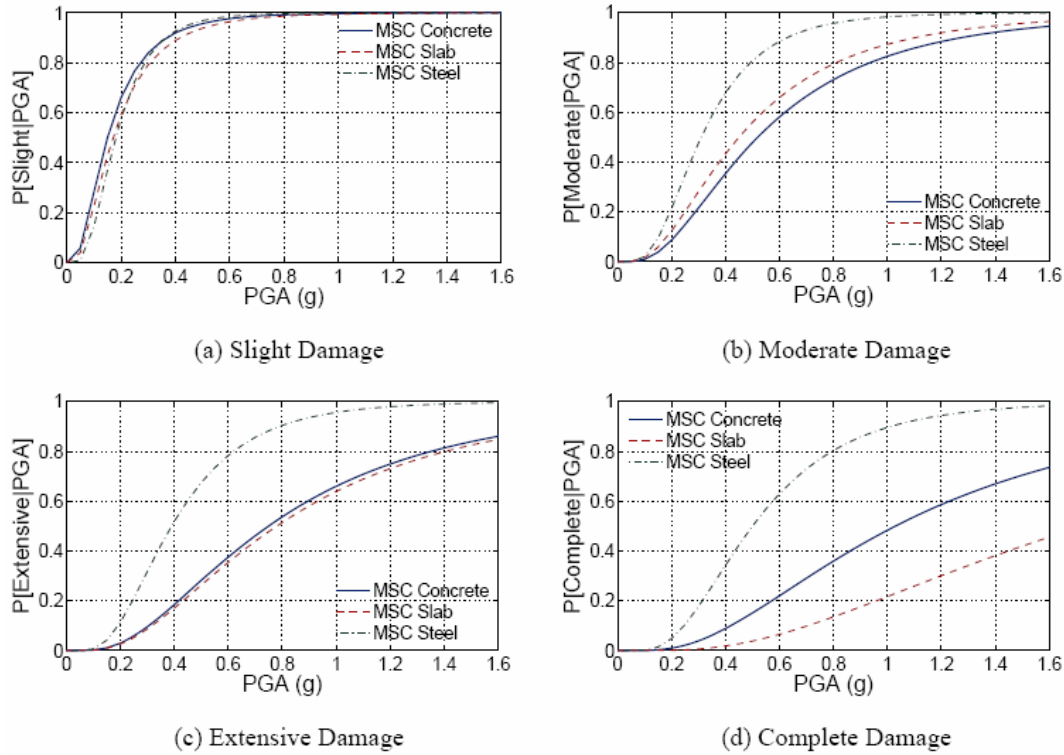 P[Slight|PGA]
1
0.8
0.6
0.4
0.2
0
MSC Concrete
MSC Slab
MSC Steel
0 0.2 0.4 0.6 0.8 1 1.2 1.4 1.6
PGA (g)
(a) Slight Damage
P[Moderate|PGA]
1
0.8
0.6
0.4
0.2
0
MSC Concrete
MSC Slab
MSC Steel
0 0.2 0.4 0.6 0.8 1 1.2 1.4 1.6
PGA (g)
(b) Moderate Damage
P[Extensive|PGA]
1
0.8
0.6
0.4
0.2
0
MSC Concrete
MSC Slab
MSC Steel
0 0.2 0.4 0.6 0.8 1 1.2 1.4 1.6
PGA (g)
(c) Extensive Damage
P[Complete|PGA]
1
0.8
0.6
0.4
0.2
0
MSC Concrete
MSC Slab
MSC Steel
0 0.2 0.4 0.6 0.8 1 1.2 1.4 1.6
PGA (g)
(d) Complete Damage